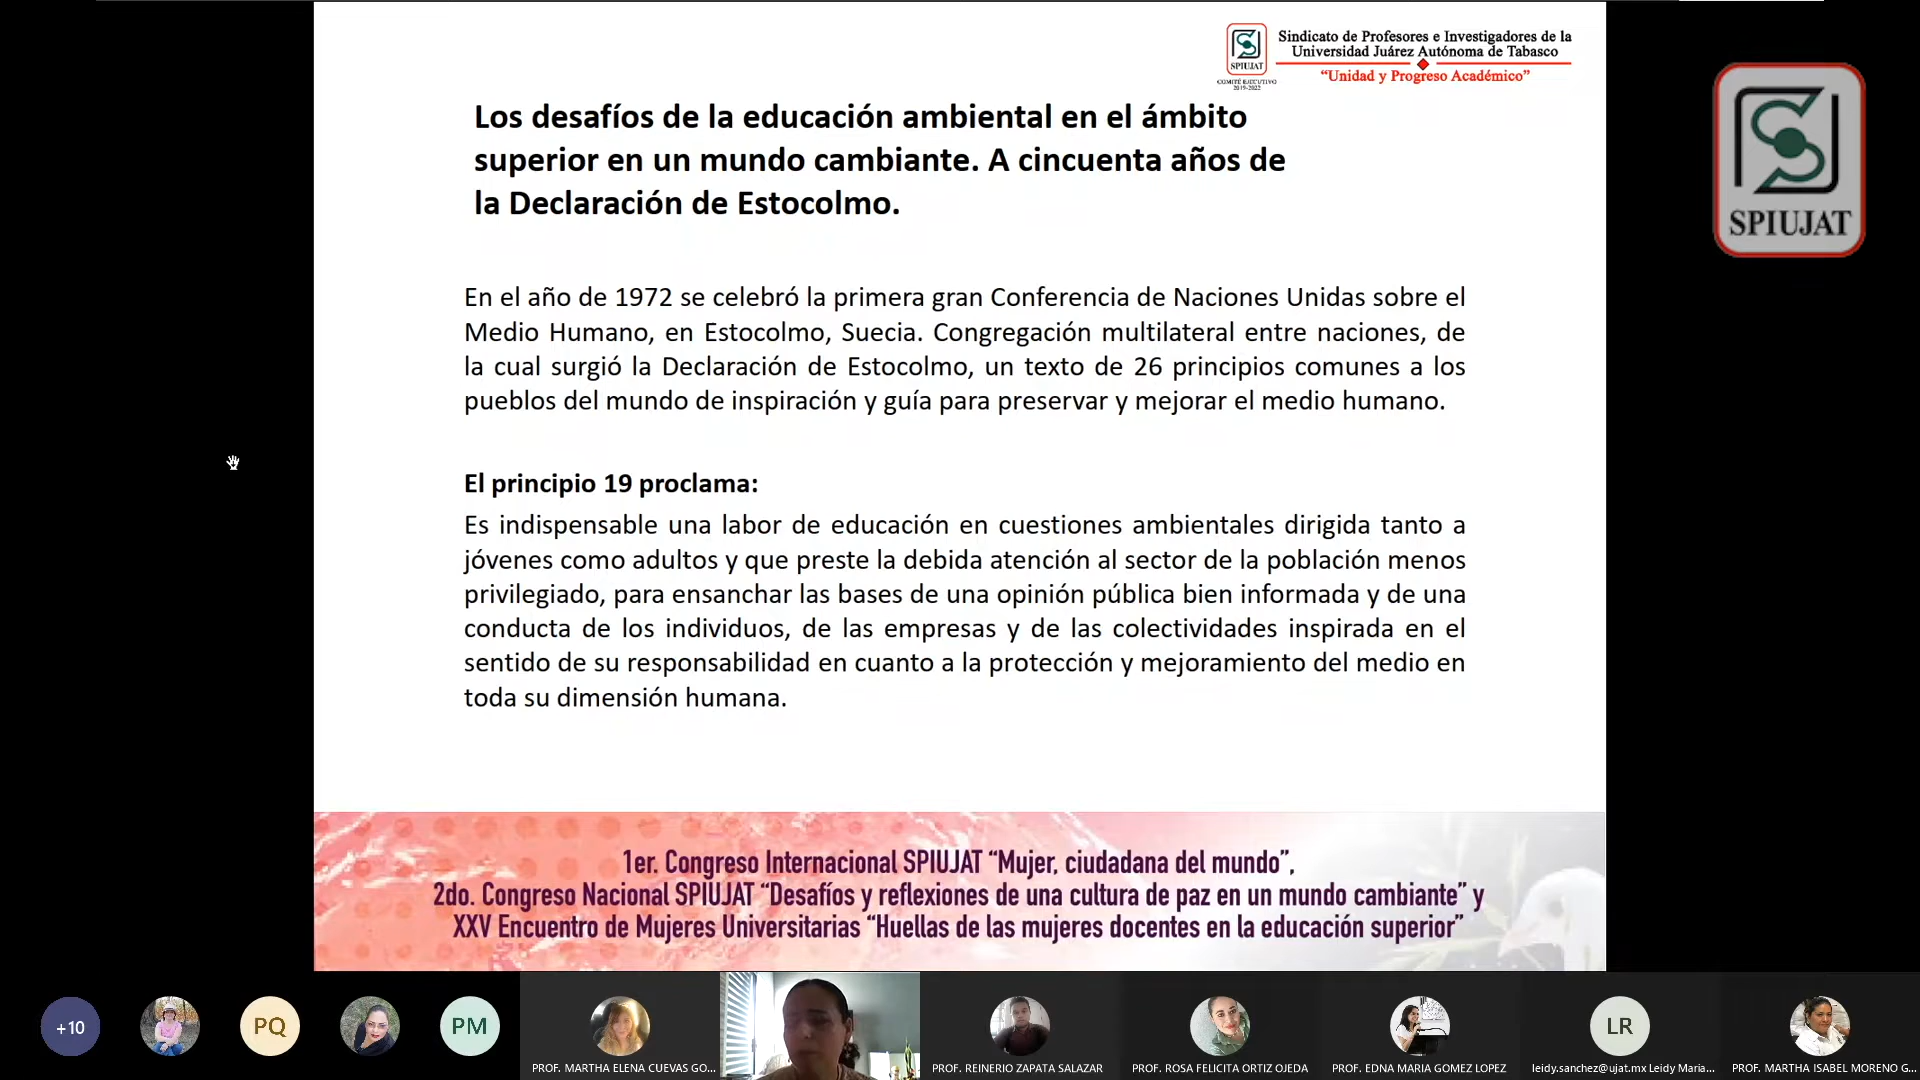 SPIUJAT
COMITÉ EJECUTIVO
2019-2022
Sindicato de Profesores e Investigadores de la
Universidad Juárez Autónoma de Tabasco
“Unidad y Progreso Académico”
SPIUJAT
Los desafíos de la educación ambiental en el ámbito
superior en un mundo cambiante. A cincuenta años de
la Declaración de Estocolmo.
En el año de 1972 se celebró la primera gran Conferencia de Naciones Unidas sobre el
Medio Humano, en Estocolmo, Suecia. Congregación multilateral entre naciones, de
la cual surgió la Declaración de Estocolmo, un texto de 26 principios comunes a los
pueblos del mundo de inspiración y guía para preservar y mejorar el medio humano.
El principio 19 proclama:
Es indispensable una labor de educación en cuestiones ambientales dirigida tanto a
jóvenes como adultos y que preste la debida atención al sector de la población menos
privilegiado, para ensanchar las bases de una opinión pública bien informada y de una
conducta de los individuos, de las empresas y de las colectividades inspirada en el
sentido de su responsabilidad en cuanto a la protección y mejoramiento del medio en
toda su dimensión humana.
1er. Congreso Internacional SPIUJAT “Mujer, ciudadana del mundo”,
2do. Congreso Nacional SPIUJAT “Desafíos y reflexiones de una cultura de paz en un mundo cambiante” y
XXV Encuentro de Mujeres Universitarias “Huellas de las mujeres docentes en la educación superior”
+10
PQ
PM
LR
PROF. MARTHA ELENA CUEVAS GO...
PROF. REINERIO ZAPATA SALAZAR
PROF. ROSA FELICITA ORTIZ OJEDA
PROF. EDNA MARIA GOMEZ LOPEZ
leidy.sanchez@ujat.mx Leidy Maria...
PROF. MARTHA ISABEL MORENO G...